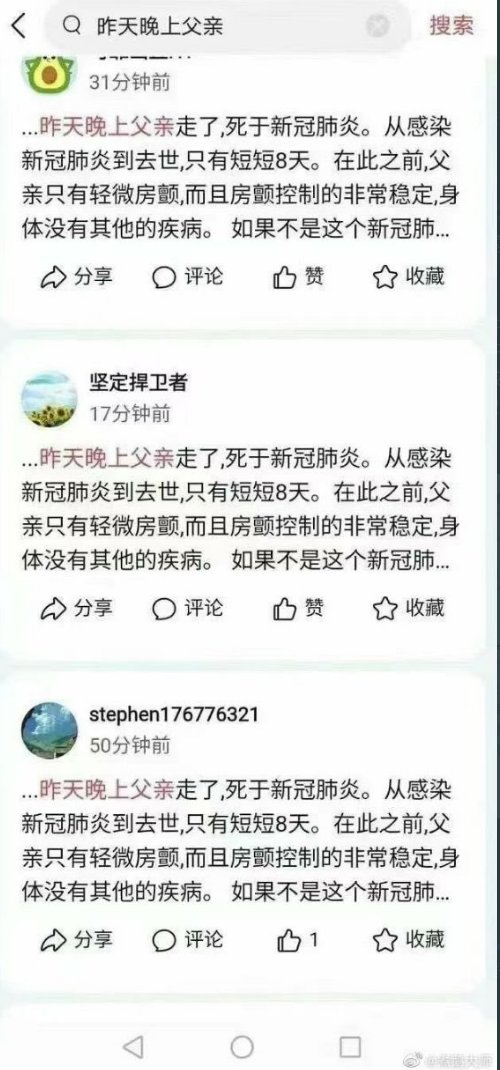 昨天晚上父亲
搜索
31分钟前
...昨天晚上父亲走了,死于新冠肺炎。从感染
新冠肺炎到去世,只有短短8天。在此之前,父
亲只有轻微房颤,而且房颤控制的非常稳定,身
体没有其他的疾病。 如果不是这个新冠肺...
分享
评论
赞
收藏
坚定捍卫者
17分钟前
...昨天晚上父亲走了,死于新冠肺炎。从感染
新冠肺炎到去世,只有短短8天。在此之前,父
亲只有轻微房颤,而且房颤控制的非常稳定,身
体没有其他的疾病。 如果不是这个新冠肺...
分享
评论
赞
收藏
stephen176776321
50分钟前
...昨天晚上父亲走了,死于新冠肺炎。从感染
新冠肺炎到去世,只有短短8天。在此之前,父
亲只有轻微房颤,而且房颤控制的非常稳定,身
体没有其他的疾病。 如果不是这个新冠肺...
分享
评论
1
收藏